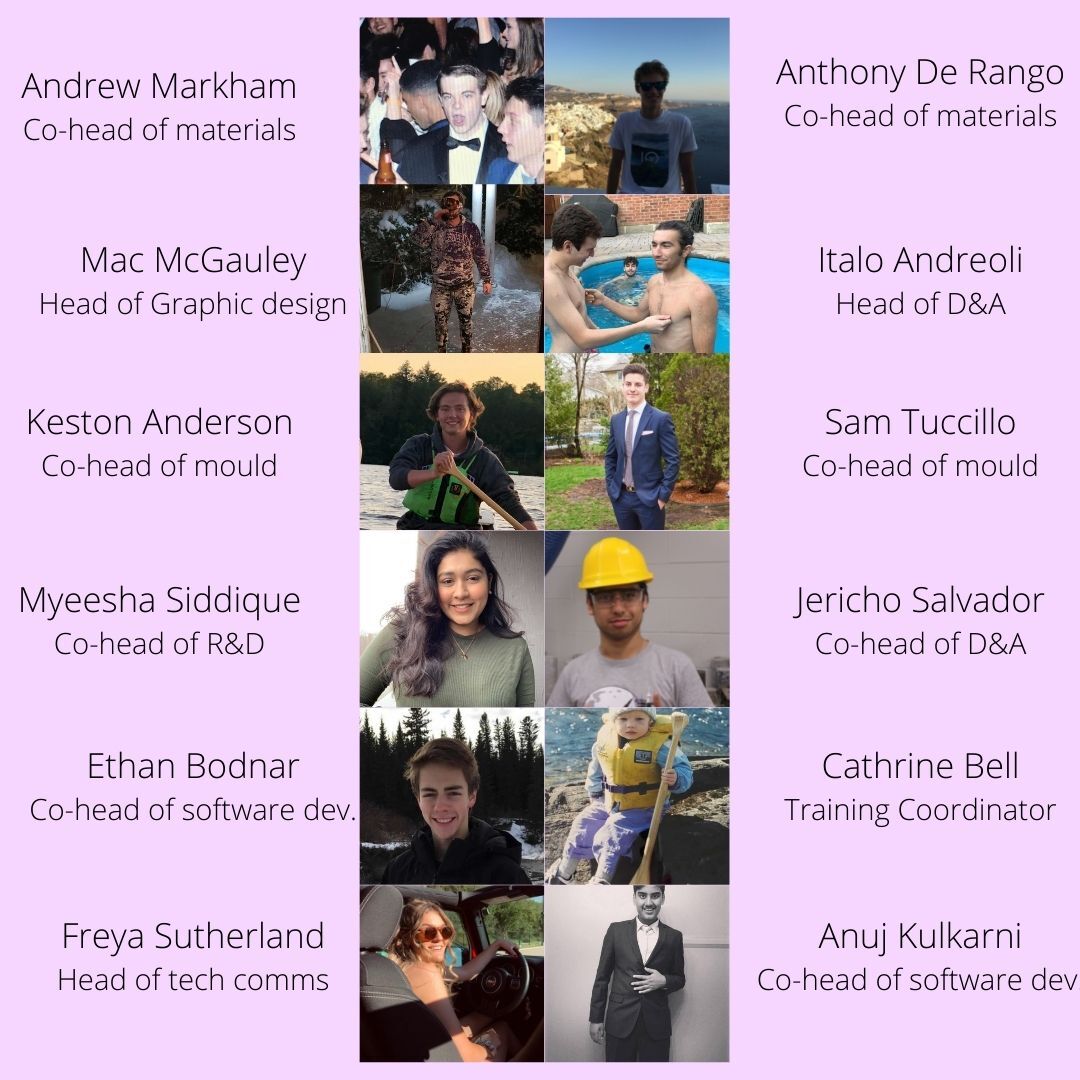 Andrew Markham
Co-head of materials
Anthony De Rango
Co-head of materials
Mac McGauley
Head of Graphic design
Italo Andreoli
Head of D&A
Keston Anderson
Co-head of mould
Sam Tuccillo
Co-head of mould
Myeesha Siddique
Co-head of R&D
Jericho Salvador
Co-head of D&A
Ethan Bodnar
Co-head of software dev.
Cathrine Bell
Training Coordinator
Freya Sutherland
Head of tech comms
Anuj Kulkarni
Co-head of software dev.